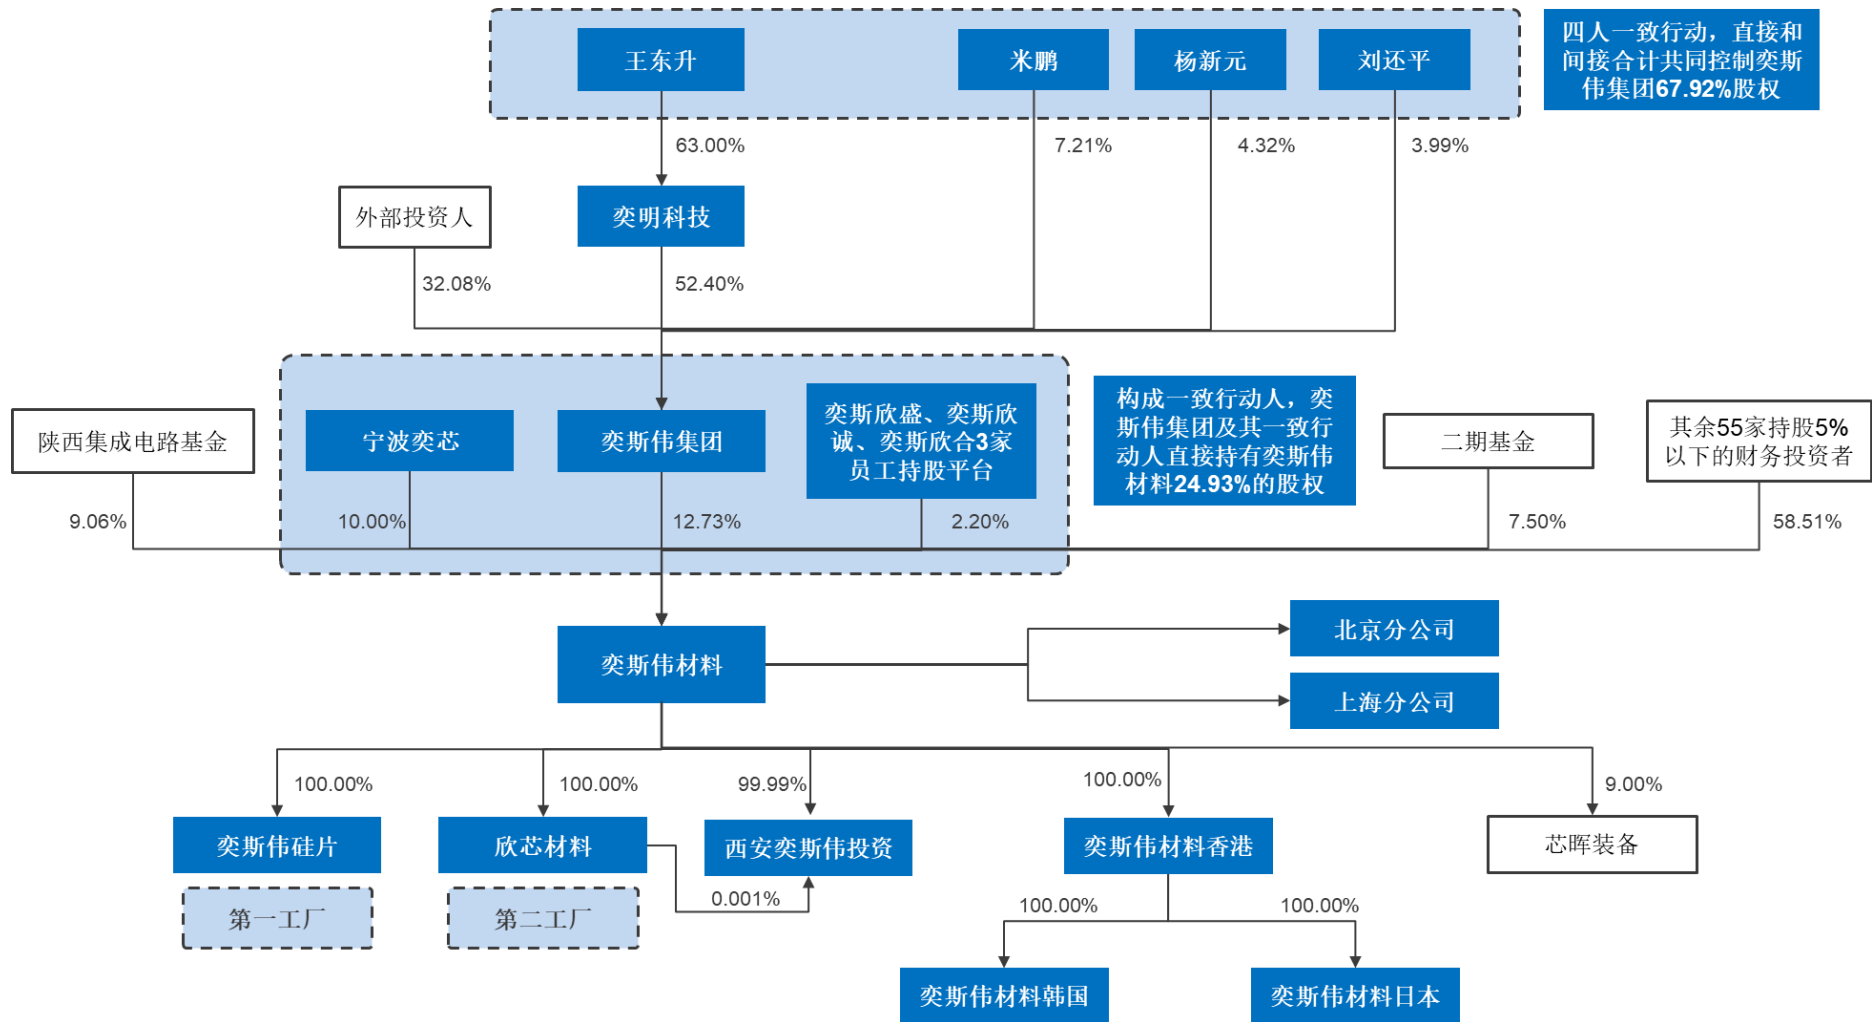 王东升
米鹏
杨新元
刘还平
四人一致行动，直接和
间接合计共同控制奕斯
伟集团67.92%股权
63.00%
7.21%
4.32%
3.99%
外部投资人
奕明科技
32.08%
52.40%
陕西集成电路基金
宁波奕芯
奕斯伟集团
奕斯欣盛、奕斯欣
诚、奕斯欣合3家
员工持股平台
构成一致行动人，奕
斯伟集团及其一致行
动人直接持有奕斯伟
材料24.93%的股权
二期基金
其余55家持股5%
以下的财务投资者
9.06%
10.00%
12.73%
2.20%
7.50%
58.51%
奕斯伟材料
北京分公司
上海分公司
100.00%
100.00%
99.99%
100.00%
9.00%
奕斯伟硅片
欣芯材料
西安奕斯伟投资
奕斯伟材料香港
芯晖装备
0.001%
第一工厂
第二工厂
100.00%
100.00%
奕斯伟材料韩国
奕斯伟材料日本